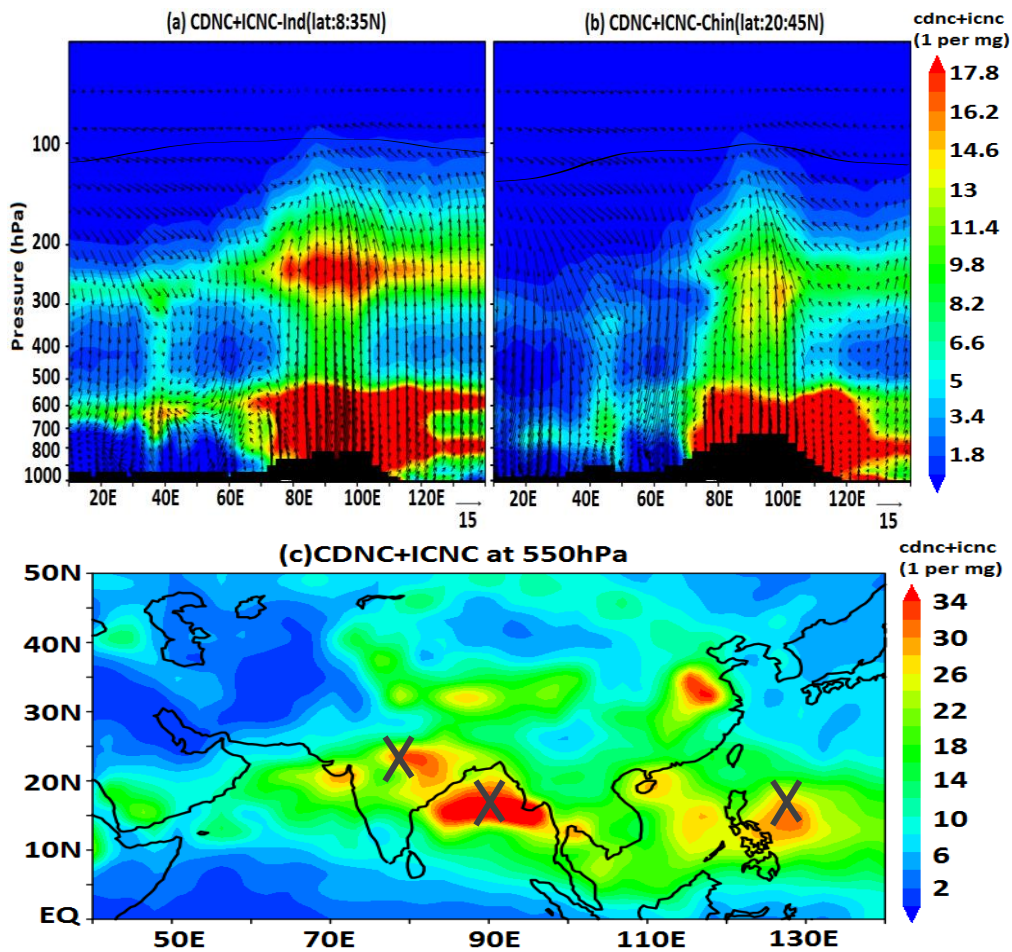 (a) CDNC+ICNC-Ind(lat:8:35N)
(b) CDNC+ICNC-Chin(lat:20:45N)
cdnc+icnc
(1 per mg)
17.8
16.2
14.6
13
11.4
9.8
8.2
6.6
5
3.4
1.8
Pressure (hPa)
100
200
300
400
500
600
700
800
1000
20E 40E 60E 80E 100E 120E
15
20E 40E 60E 80E 100E 120E
15
(c)CDNC+ICNC at 550hPa
cdnc+icnc
(1 per mg)
50N
40N
30N
20N
10N
EQ
50E 70E 90E 110E 130E
34
30
26
22
18
14
10
6
2